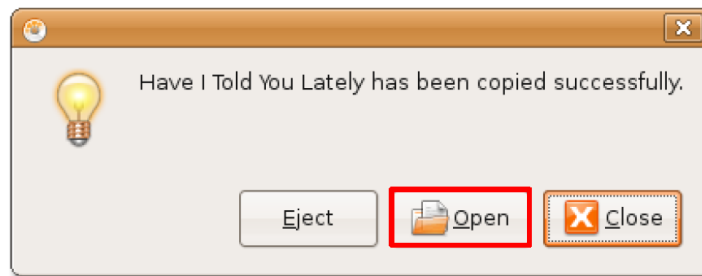 Have I Told You Lately has been copied successfully.
Eject Open Close